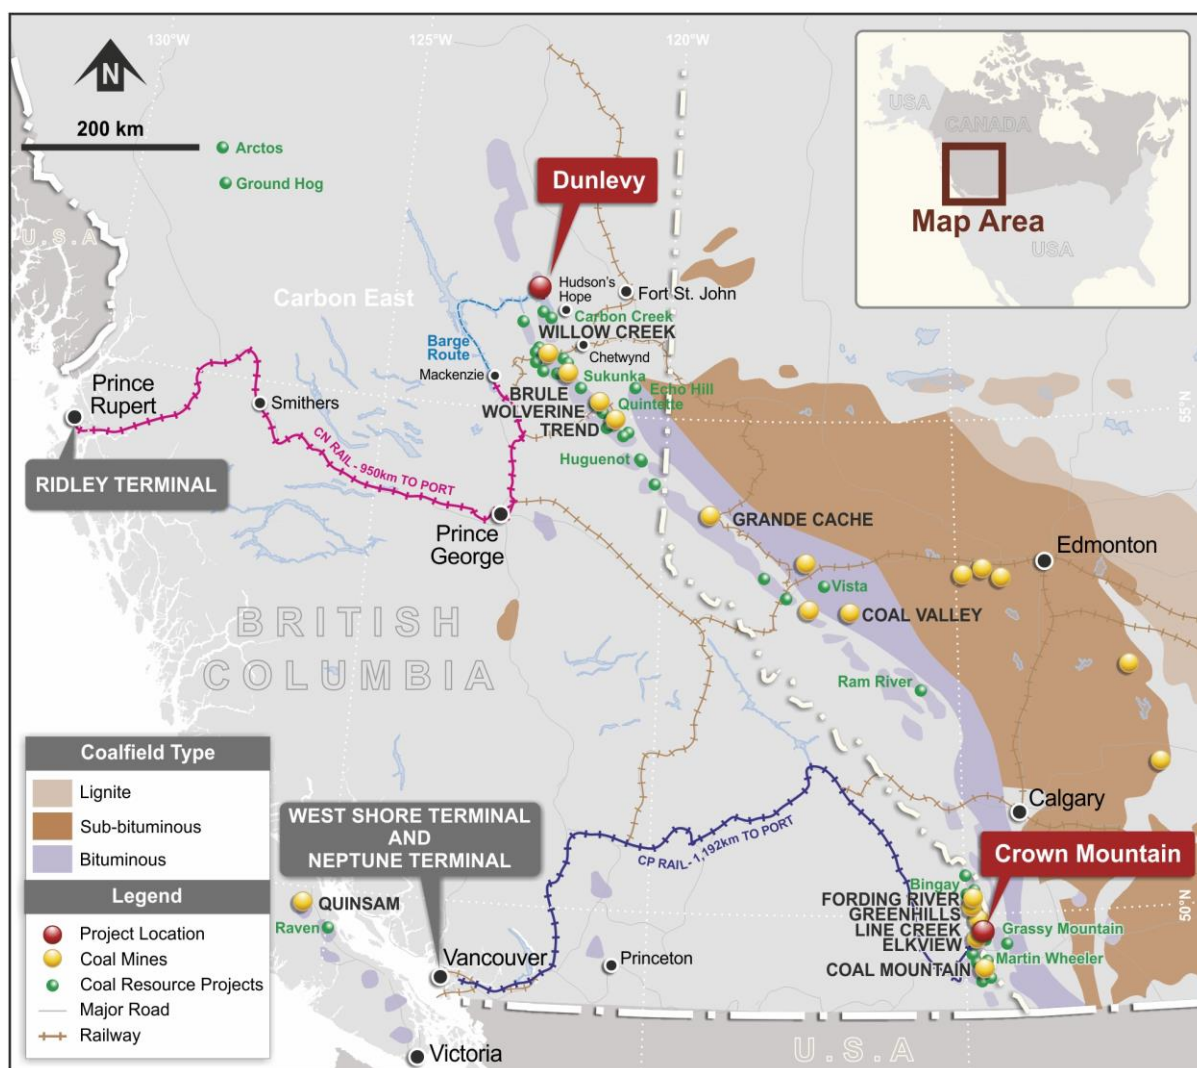 130°W
125°W
120°W
N
200 km
Arctos
Ground Hog
U.S.A
Dunlevy
USA
CANADA
Map Area
USA
Carbon East
Hudson's
Hope
Fort St. John
Carbon Creek
WILLOW CREEK
Chetwynd
Barge
Route
Mackenzie
Sukunka
Echo Hill
BRULE
Quintette
WOLVERINE
TREND
55°N
Prince
Rupert
Smithers
CN RAIL - 950km TO PORT
RIDLEY TERMINAL
Huguenot
Prince
George
GRANDE CACHE
Edmonton
Vista
COAL VALLEY
BRITISH
COLUMBIA
Ram River
Coalfield Type
Lignite
Sub-bituminous
Bituminous
Legend
Project Location
Coal Mines
Coal Resource Projects
Major Road
Railway
WEST SHORE TERMINAL
AND
NEPTUNE TERMINAL
CP RAIL - 1,192km TO PORT
Calgary
Crown Mountain
QUINSAM
Raven
Bingay
FORDING RIVER
GREENHILLS
LINE CREEK
ELKVIEW
COAL MOUNTAIN
50°N
Grassy Mountain
Martin Wheeler
Vancouver
Princeton
Victoria
U.S.A